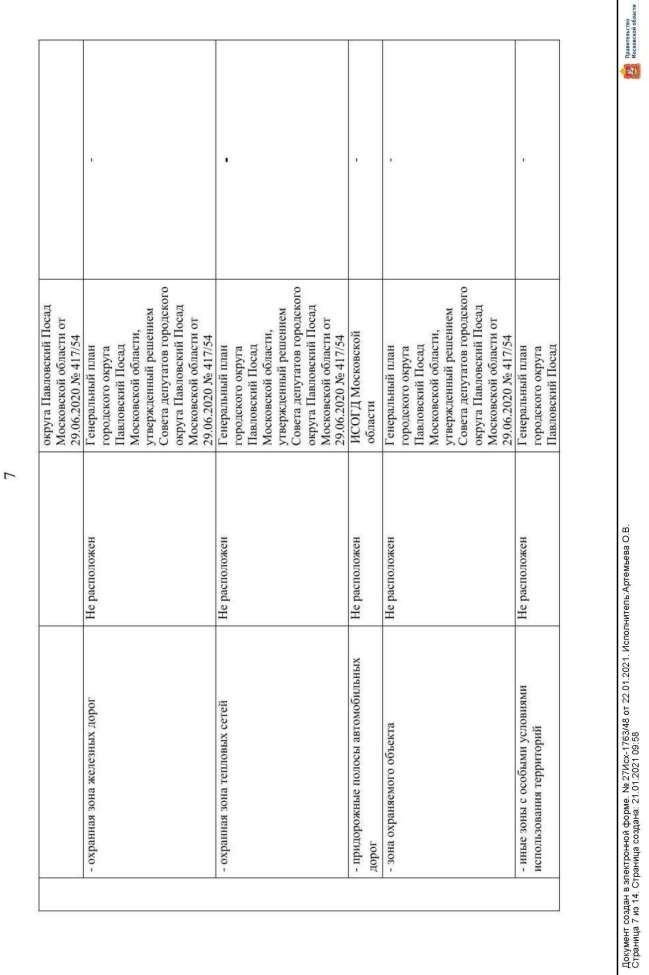 7
округа Павловский Посад
Московской области от
29.06.2020 № 417/54
- охранная зона железных дорог
Не расположен
Генеральный план
городского округа
Павловский Посад
Московской области,
утвержденный решением
Совета депутатов городского
округа Павловский Посад
Московской области от
29.06.2020 № 417/54
-
- охранная зона тепловых сетей
Не расположен
Генеральный план
городского округа
Павловский Посад
Московской области,
утвержденный решением
Совета депутатов городского
округа Павловский Посад
Московской области от
29.06.2020 № 417/54
-
- придорожные полосы автомобильных
дорог
Не расположен
ИСОГД Московской
области
-
- зона охраняемого объекта
Не расположен
Генеральный план
городского округа
Павловский Посад
Московской области,
утвержденный решением
Совета депутатов городского
округа Павловский Посад
Московской области от
29.06.2020 № 417/54
-
- иные зоны с особыми условиями
использования территорий
Не расположен
Генеральный план
городского округа
Павловский Посад
-
Документ создан в электронной форме. № 27Исх-1763/48 от 22.01.2021. Исполнитель:Артемьева О.В.
Страница 7 из 14. Страница создана: 21.01.2021 09:58
Правительство
Московской области